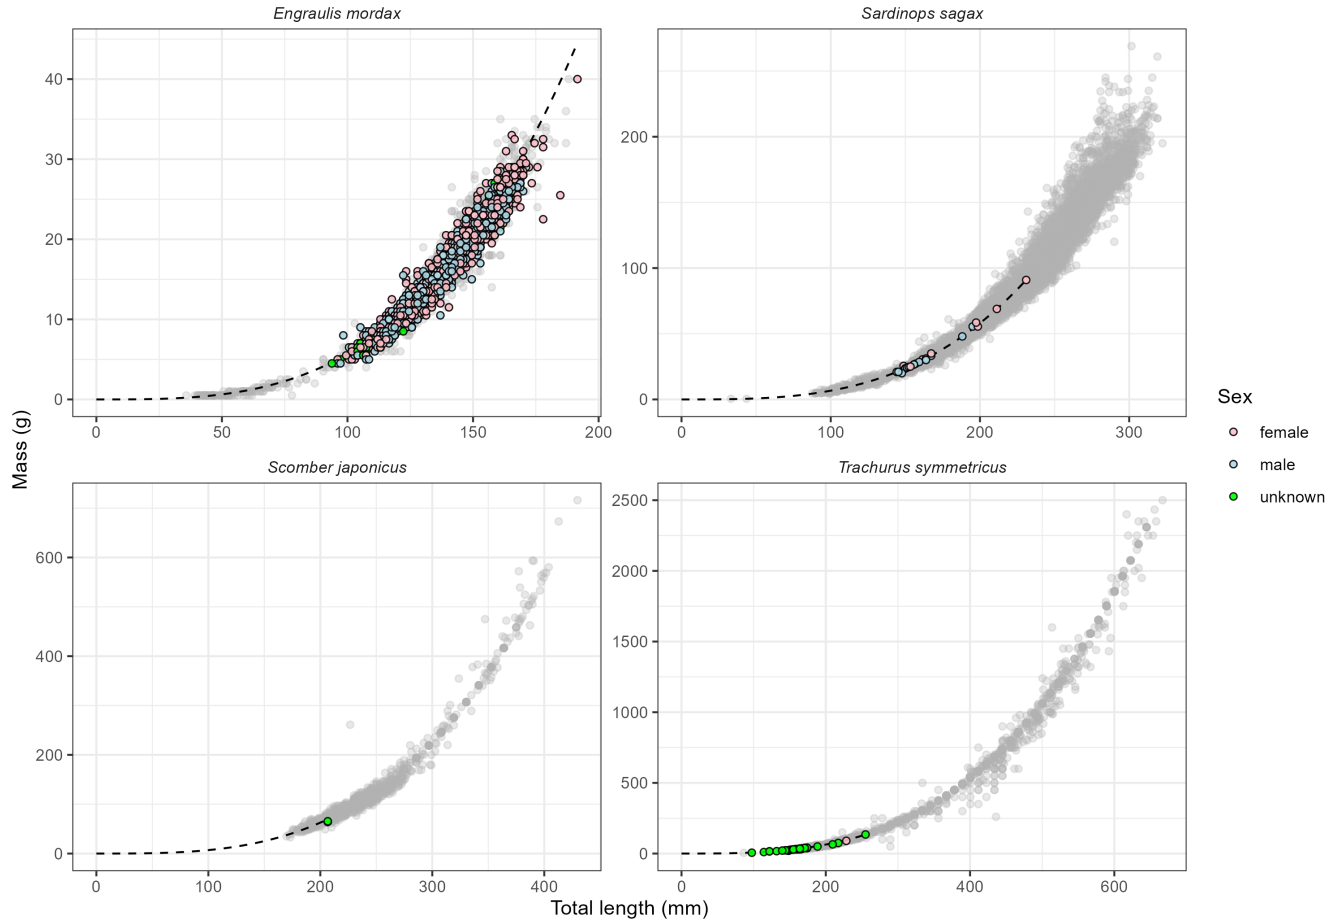 Engraulis mordax
Sardinops sagax
40
30
20
10
0
0 50 100 150 200
200
100
0
0 100 200 300
Scomber japonicus
Trachurus symmetricus
600
400
200
0
0 100 200 300 400
2500
2000
1500
1000
500
0
0 200 400 600
Mass (g)
Total length (mm)
Sex
female
male
unknown